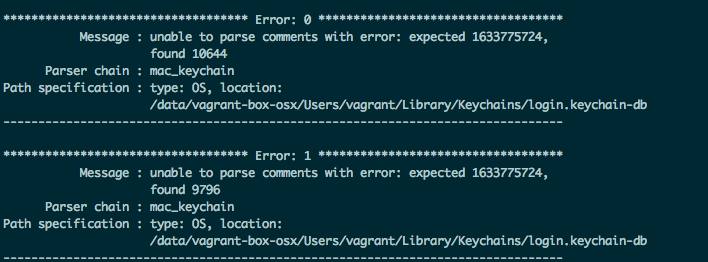 *********************************** Error: 0 ***********************************
Message : unable to parse comments with error: expected 1633775724,
found 10644
Parser chain : mac_keychain
Path specification : type: OS, location:
/data/vagrant-box-osx/Users/vagrant/Library/Keychains/login.keychain-db
--------------------------------------------------------------------------------
*********************************** Error: 1 ***********************************
Message : unable to parse comments with error: expected 1633775724,
found 9796
Parser chain : mac_keychain
Path specification : type: OS, location:
/data/vagrant-box-osx/Users/vagrant/Library/Keychains/login.keychain-db
--------------------------------------------------------------------------------